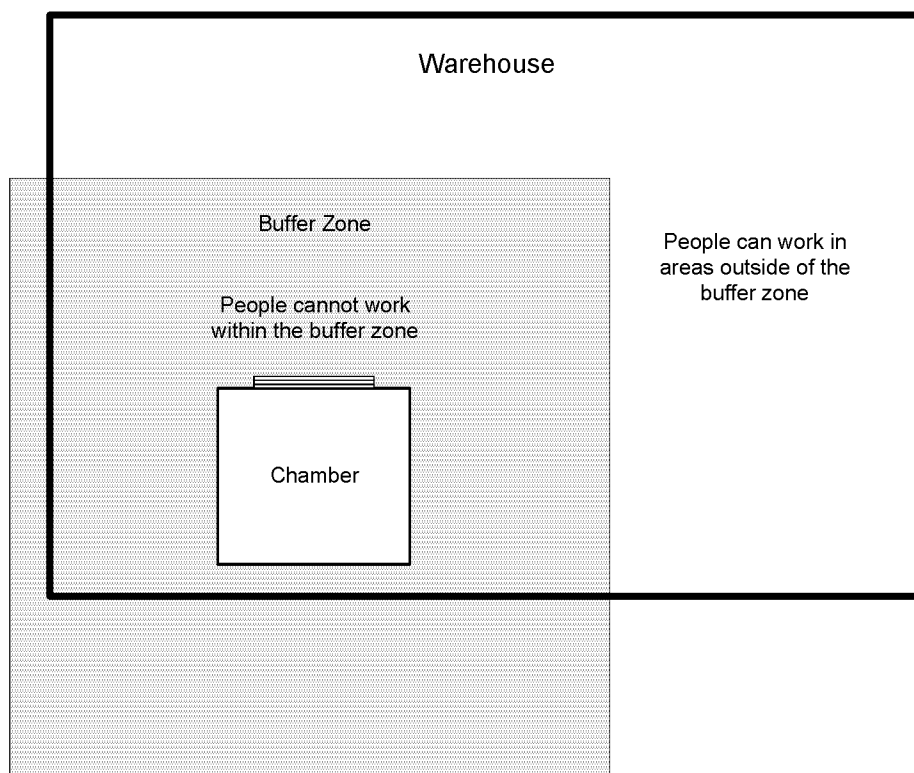 Warehouse
Buffer Zone
People can work in
areas outside of the
buffer zone
People cannot work
within the buffer zone
Chamber